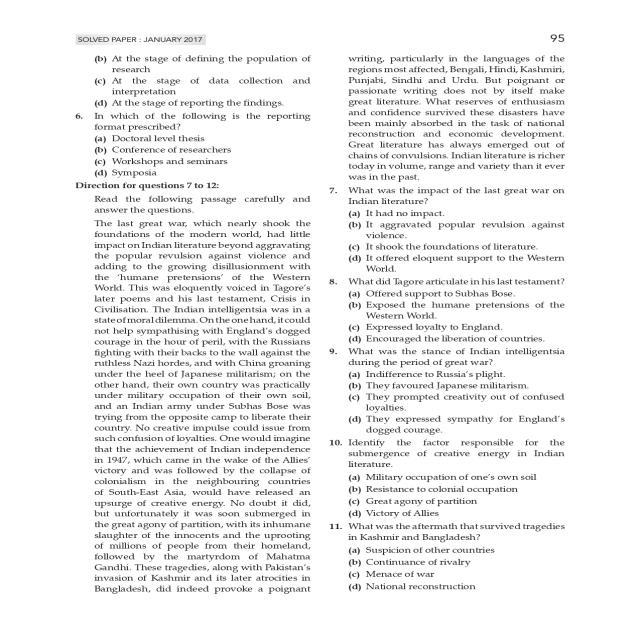 SOLVED PAPER : JANUARY 2017
95
(b) At the stage of defining the population of
research
(c) At the stage of data collection and
interpretation
(d) At the stage of reporting the findings.
6. In which of the following is the reporting
format prescribed?
(a) Doctoral level thesis
(b) Conference of researchers
(c) Workshops and seminars
(d) Symposia
Direction for questions 7 to 12:
Read the following passage carefully and
answer the questions.
The last great war, which nearly shook the
foundations of the modern world, had little
impact on Indian literature beyond aggravating
the popular revulsion against violence and
adding to the growing disillusionment with
the ‘humane pretensions’ of the Western
World. This was eloquently voiced in Tagore’s
later poems and his last testament, Crisis in
Civilisation. The Indian intelligentsia was in a
state of moral dilemma. On the one hand, it could
not help sympathising with England’s dogged
courage in the hour of peril, with the Russians
fighting with their backs to the wall against the
ruthless Nazi hordes, and with China groaning
under the heel of Japanese militarism; on the
other hand, their own country was practically
under military occupation of their own soil,
and an Indian army under Subhas Bose was
trying from the opposite camp to liberate their
country. No creative impulse could issue from
such confusion of loyalties. One would imagine
that the achievement of Indian independence
in 1947, which came in the wake of the Allies’
victory and was followed by the collapse of
colonialism in the neighbouring countries
of South-East Asia, would have released an
upsurge of creative energy. No doubt it did,
but unfortunately it was soon submerged in
the great agony of partition, with its inhumane
slaughter of the innocents and the uprooting
of millions of people from their homeland,
followed by the martyrdom of Mahatma
Gandhi. These tragedies, along with Pakistan’s
invasion of Kashmir and its later atrocities in
Bangladesh, did indeed provoke a poignant
writing, particularly in the languages of the
regions most affected, Bengali, Hindi, Kashmiri,
Punjabi, Sindhi and Urdu. But poignant or
passionate writing does not by itself make
great literature. What reserves of enthusiasm
and confidence survived these disasters have
been mainly absorbed in the task of national
reconstruction and economic development.
Great literature has always emerged out of
chains of convulsions. Indian literature is richer
today in volume, range and variety than it ever
was in the past.
7. What was the impact of the last great war on
Indian literature?
(a) It had no impact.
(b) It aggravated popular revulsion against
violence.
(c) It shook the foundations of literature.
(d) It offered eloquent support to the Western
World.
8. What did Tagore articulate in his last testament?
(a) Offered support to Subhas Bose.
(b) Exposed the humane pretensions of the
Western World.
(c) Expressed loyalty to England.
(d) Encouraged the liberation of countries.
9. What was the stance of Indian intelligentsia
during the period of great war?
(a) Indifference to Russia’s plight.
(b) They favoured Japanese militarism.
(c) They prompted creativity out of confused
loyalties.
(d) They expressed sympathy for England’s
dogged courage.
10. Identify the factor responsible for the
submergence of creative energy in Indian
literature.
(a) Military occupation of one’s own soil
(b) Resistance to colonial occupation
(c) Great agony of partition
(d) Victory of Allies
11. What was the aftermath that survived tragedies
in Kashmir and Bangladesh?
(a) Suspicion of other countries
(b) Continuance of rivalry
(c) Menace of war
(d) National reconstruction